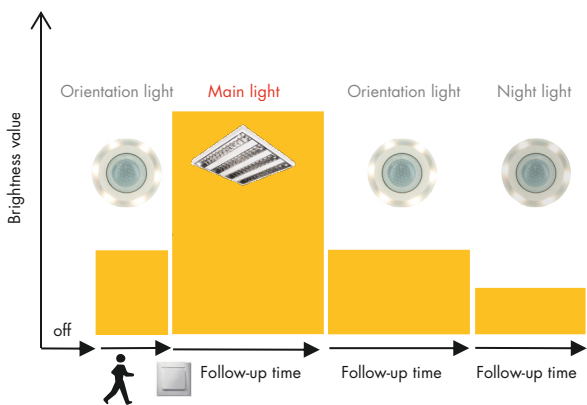 Orientation light
Main light
Orientation light
Night light
Brightness value
off
Follow-up time
Follow-up time
Follow-up time